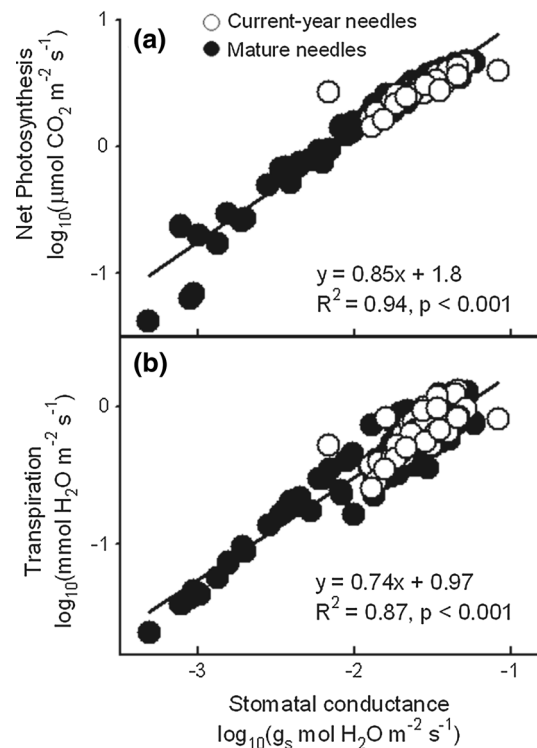 (a)
○ Current-year needles
● Mature needles
Net Photosynthesis
log₁₀(μmol CO₂ m⁻² s⁻¹)
1
0
-1
y = 0.85x + 1.8
R² = 0.94, p < 0.001
(b)
Transpiration
log₁₀(mmol H₂O m⁻² s⁻¹)
0
-1
y = 0.74x + 0.97
R² = 0.87, p < 0.001
-3 -2 -1
Stomatal conductance
log₁₀(gₛ mol H₂O m⁻² s⁻¹)